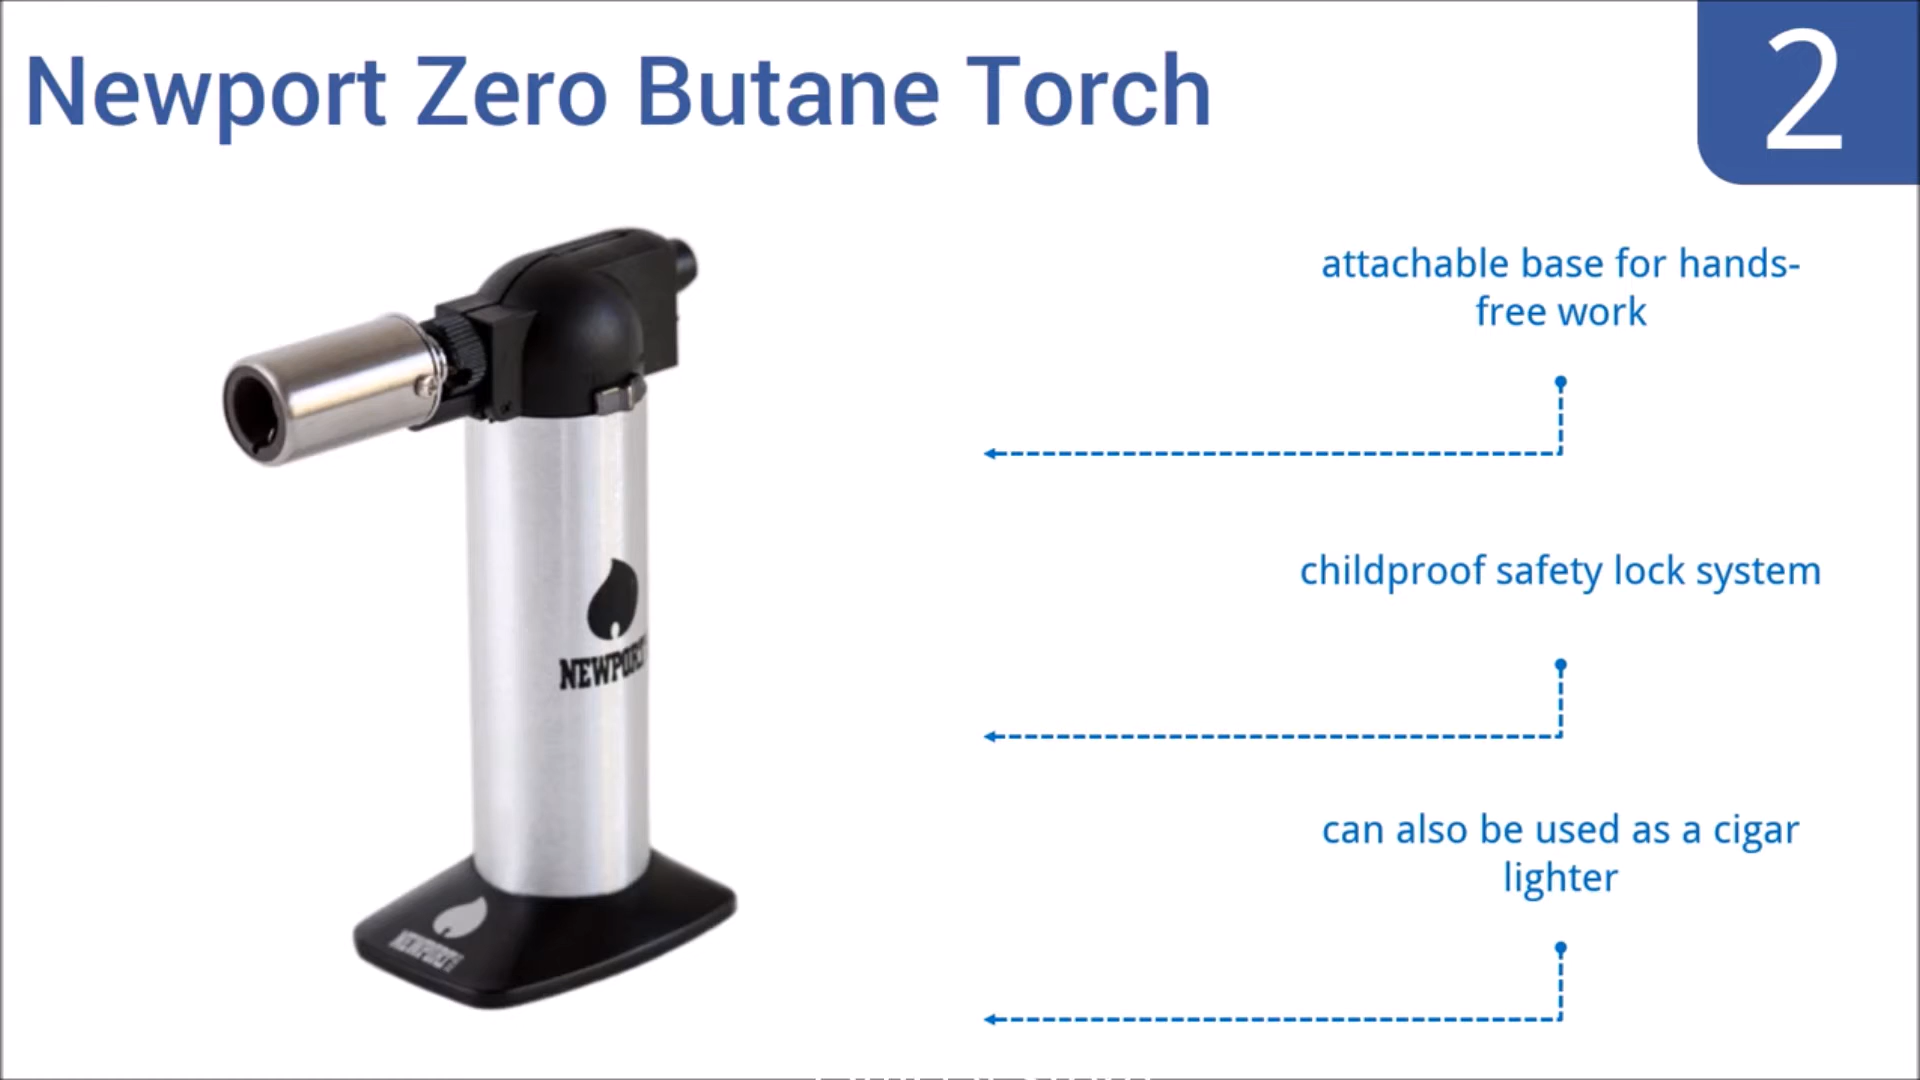 Newport Zero Butane Torch
2
attachable base for hands-
free work
childproof safety lock system
can also be used as a cigar
lighter
NEWPORT
NEWPORT